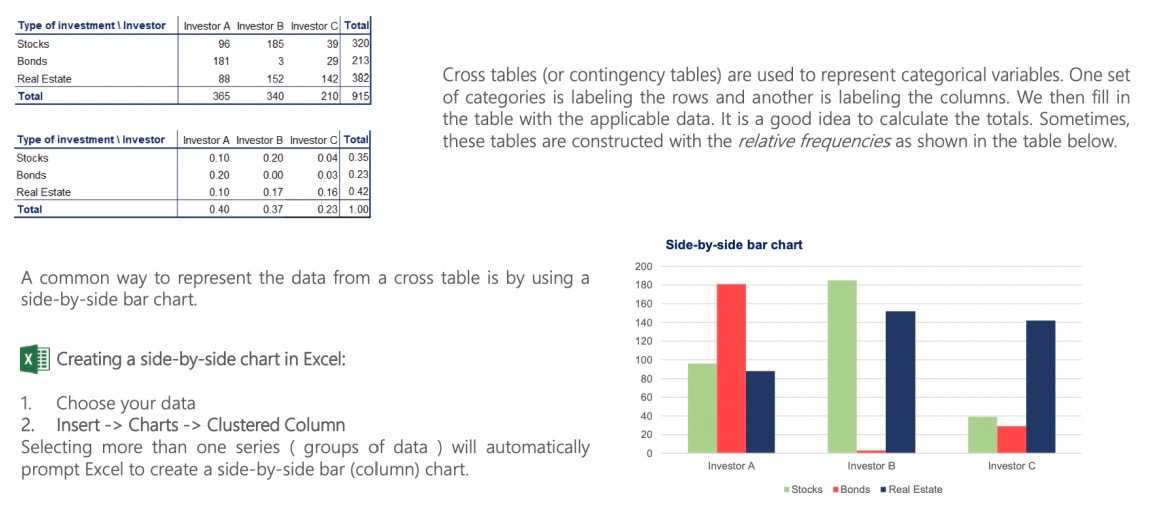 Type of investment \ Investor Investor A Investor B Investor C Total
Stocks 96 185 39 320
Bonds 181 3 29 213
Real Estate 88 152 142 382
Total 365 340 210 915
Cross tables (or contingency tables) are used to represent categorical variables. One set
of categories is labeling the rows and another is labeling the columns. We then fill in
the table with the applicable data. It is a good idea to calculate the totals. Sometimes,
these tables are constructed with the relative frequencies as shown in the table below.
Type of investment \ Investor Investor A Investor B Investor C Total
Stocks 0.10 0.20 0.04 0.35
Bonds 0.20 0.00 0.03 0.23
Real Estate 0.10 0.17 0.16 0.42
Total 0.40 0.37 0.23 1.00
A common way to represent the data from a cross table is by using a
side-by-side bar chart.
X Creating a side-by-side chart in Excel:
1. Choose your data
2. Insert -> Charts -> Clustered Column
Selecting more than one series ( groups of data ) will automatically
prompt Excel to create a side-by-side bar (column) chart.
Side-by-side bar chart
200
180
160
140
120
100
80
60
40
20
0
Investor A Investor B Investor C
Stocks Bonds Real Estate